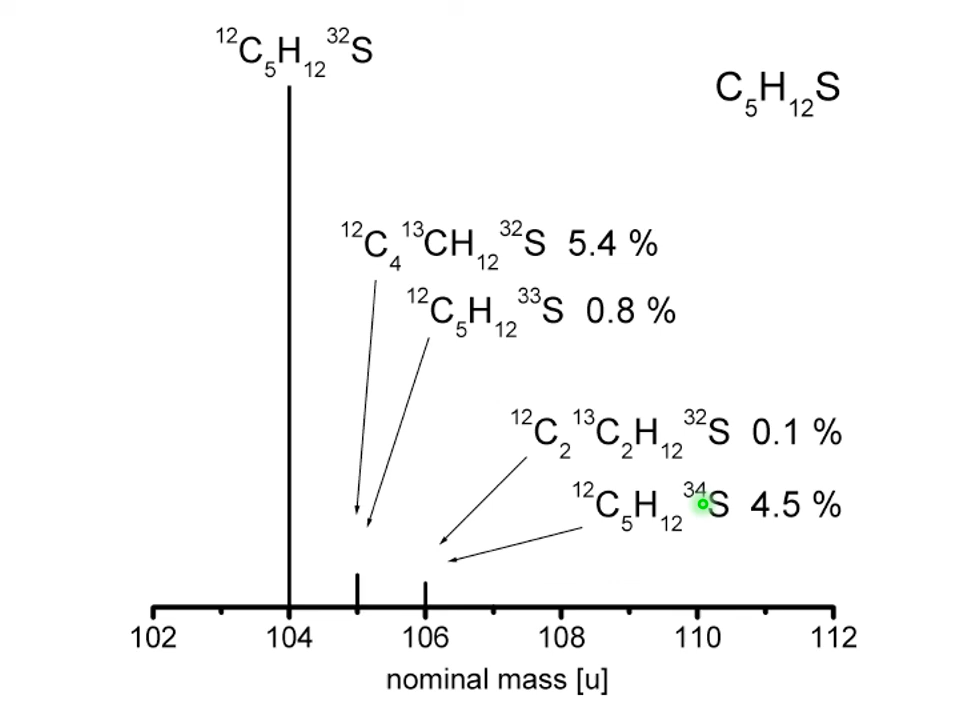 ¹²C₅H₁₂³²S
C₅H₁₂S
¹²C₄¹³CH₁₂³²S 5.4 %
¹²C₅H₁₂³³S 0.8 %
¹²C₂¹³C₂H₁₂³²S 0.1 %
¹²C₅H₁₂³⁴S 4.5 %
102 104 106 108 110 112
nominal mass [u]